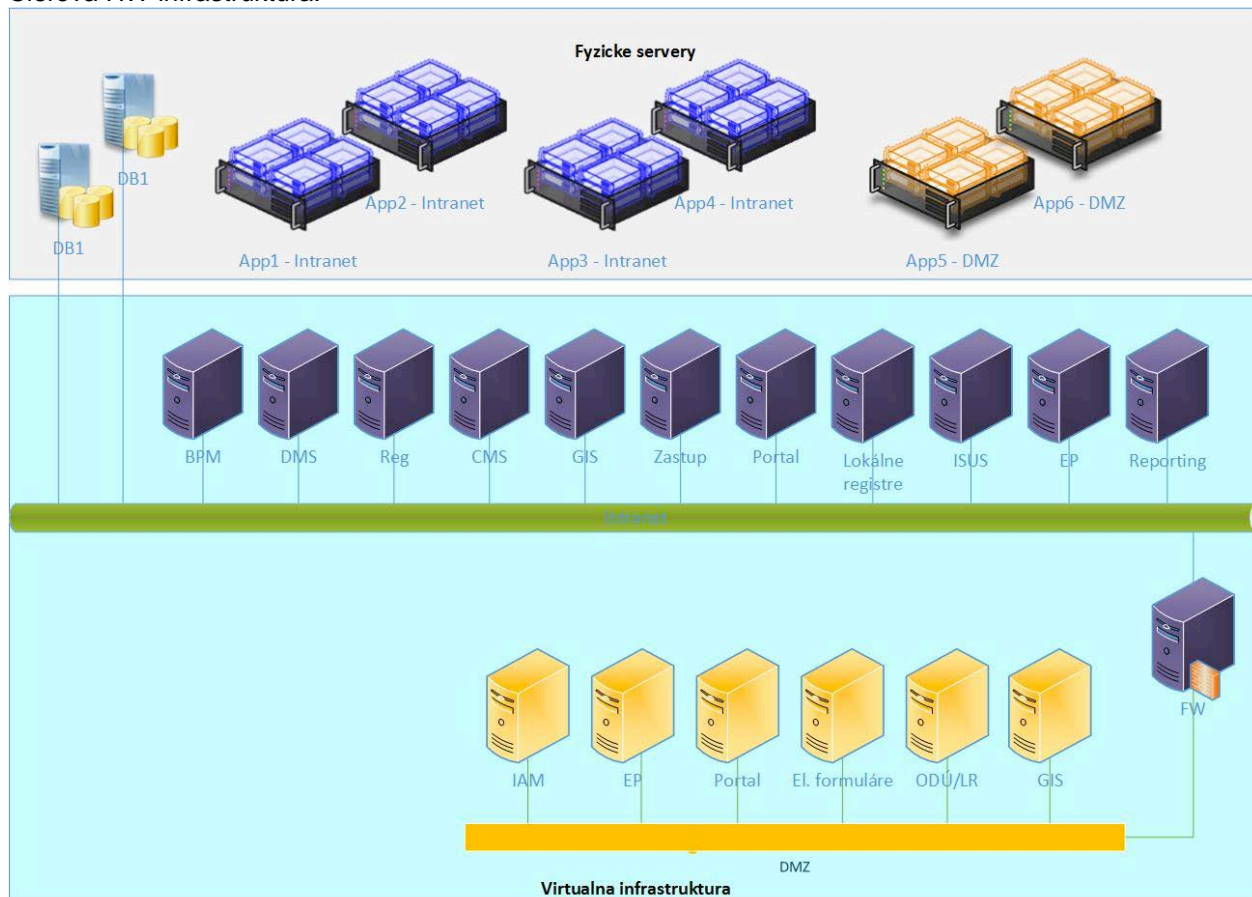 Fyzicke servery
DB1
DB1
App2 - Intranet
App4 - Intranet
App6 - DMZ
App1 - Intranet
App3 - Intranet
App5 - DMZ
BPM
DMS
Reg
CMS
GIS
Zastup
Portal
Lokálne
registre
ISUS
EP
Reporting
Intranet
FW
IAM
EP
Portal
El. formuláre
ODÚ/LR
GIS
DMZ
Virtualna infrastruktura